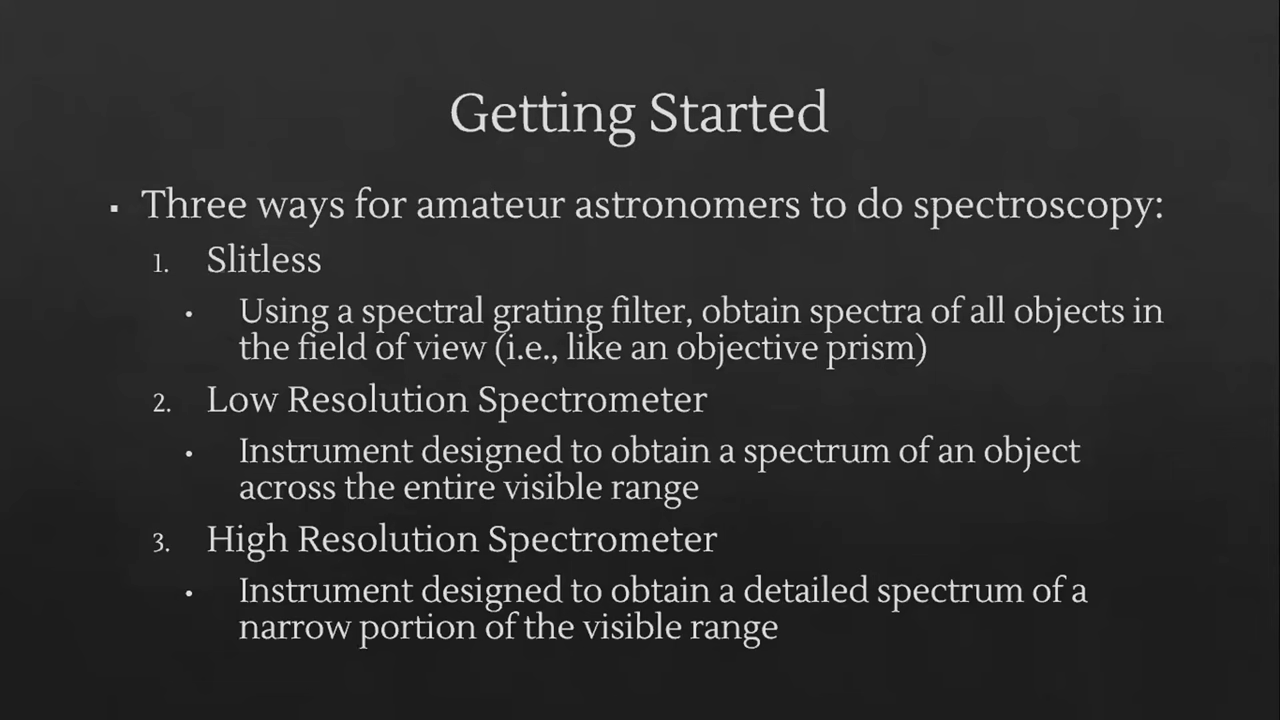 Getting Started
▪ Three ways for amateur astronomers to do spectroscopy:
1. Slitless
• Using a spectral grating filter, obtain spectra of all objects in
the field of view (i.e., like an objective prism)
2. Low Resolution Spectrometer
• Instrument designed to obtain a spectrum of an object
across the entire visible range
3. High Resolution Spectrometer
• Instrument designed to obtain a detailed spectrum of a
narrow portion of the visible range